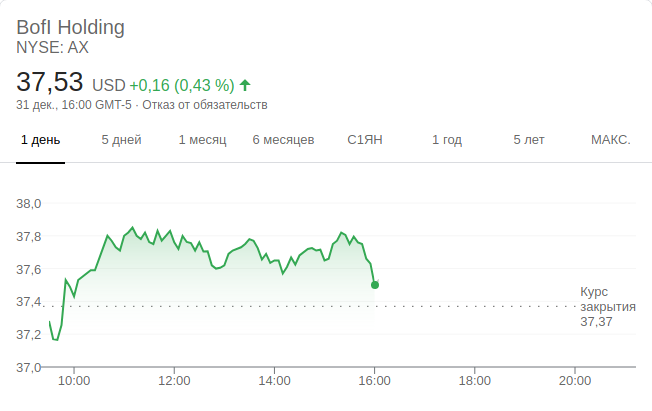 BofI Holding
NYSE: AX
37,53 USD +0,16 (0,43 %)
31 дек., 16:00 GMT-5 · Отказ от обязательств
1 день 5 дней 1 месяц 6 месяцев С1ЯН 1 год 5 лет МАКС.
38,0
37,8
37,6
37,4
37,2
37,0
Курс
закрытия
37,37
10:00 12:00 14:00 16:00 18:00 20:00